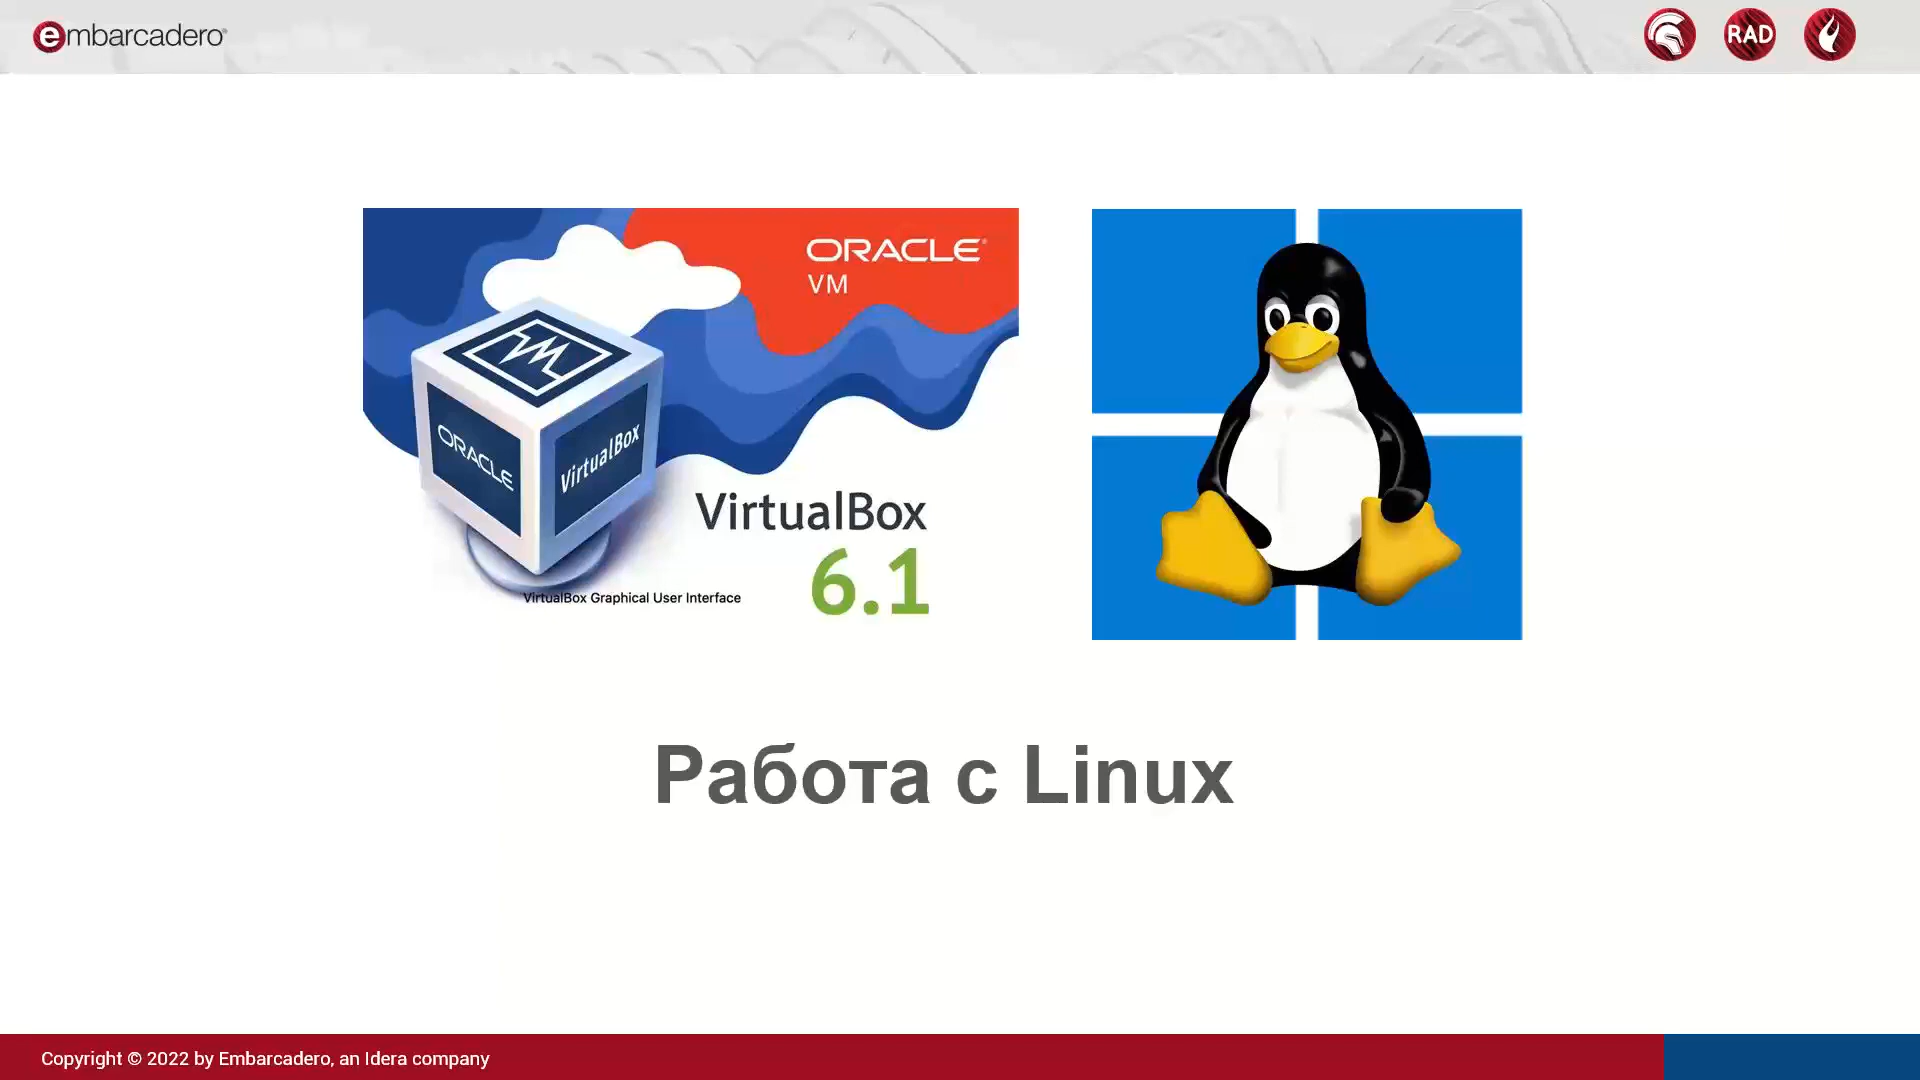 embarcadero
RAD
ORACLE
VM
ORACLE
VirtualBox
VirtualBox
6.1
VirtualBox Graphical User Interface
Работа с Linux
Copyright © 2022 by Embarcadero, an Idera company